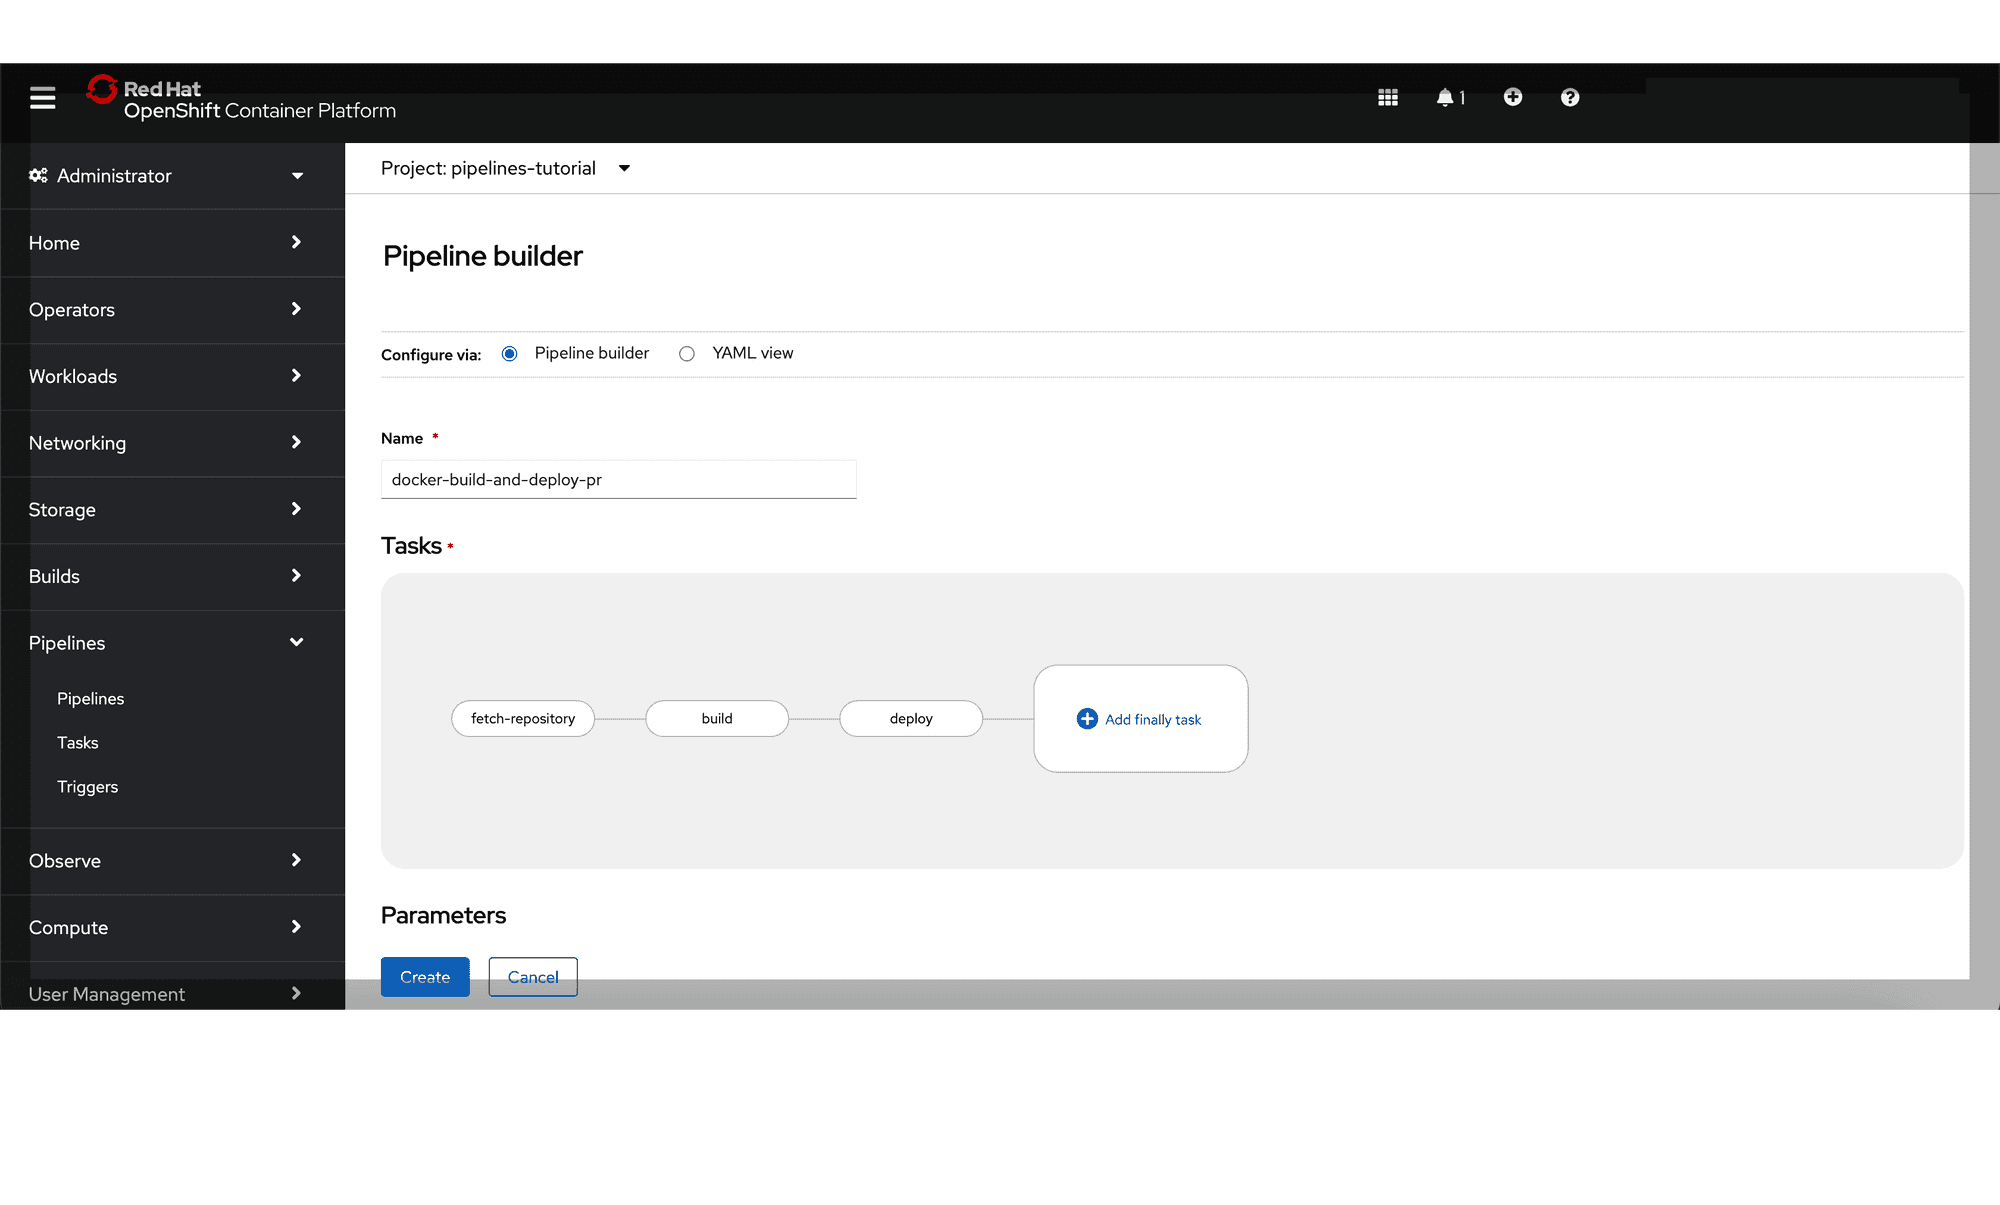 Red Hat
OpenShift Container Platform
1
Administrator
Home
Operators
Workloads
Networking
Storage
Builds
Pipelines
Pipelines
Tasks
Triggers
Observe
Compute
User Management
Project: pipelines-tutorial
Pipeline builder
Configure via: Pipeline builder YAML view
Name *
docker-build-and-deploy-pr
Tasks *
fetch-repository build deploy Add finally task
Parameters
Create Cancel